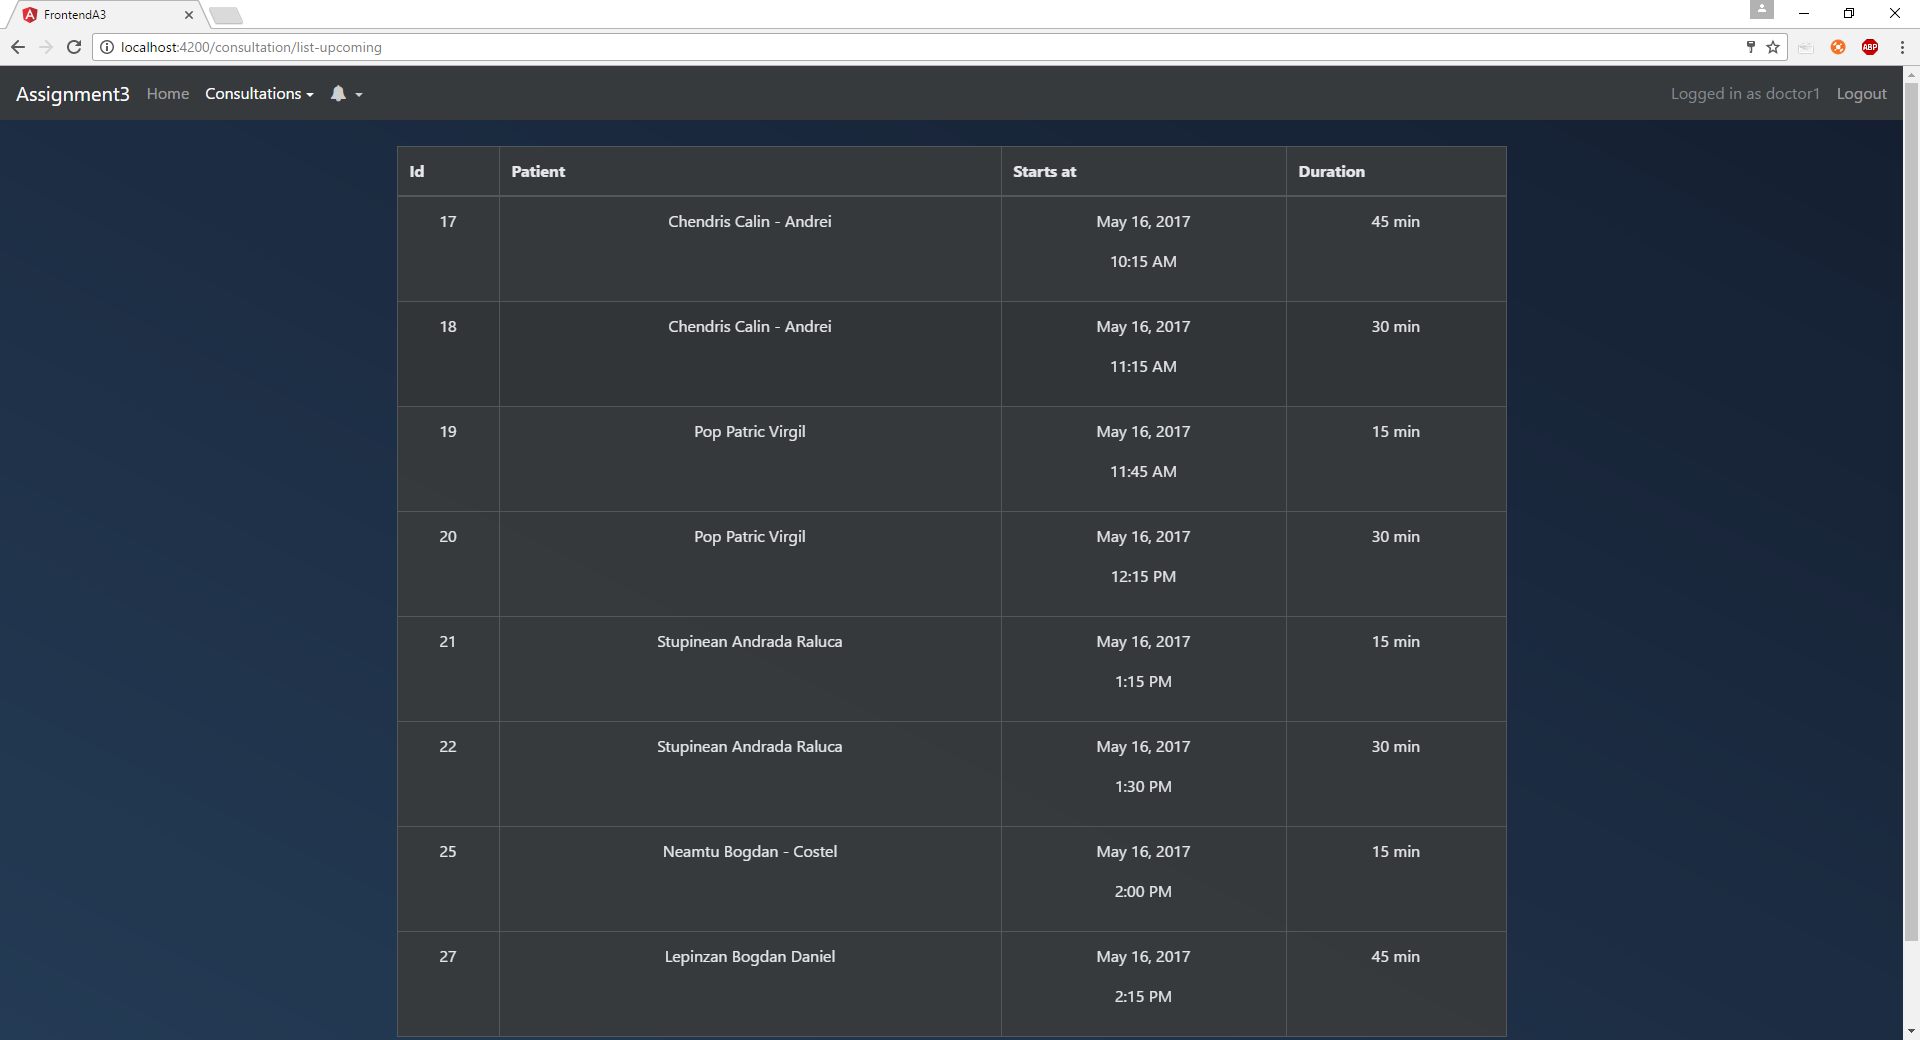 FrontendA3
localhost:4200/consultation/list-upcoming
ABP
Assignment3 Home Consultations Logged in as doctor1 Logout
Id Patient Starts at Duration
17 Chendris Calin - Andrei May 16, 2017 45 min
10:15 AM
18 Chendris Calin - Andrei May 16, 2017 30 min
11:15 AM
19 Pop Patric Virgil May 16, 2017 15 min
11:45 AM
20 Pop Patric Virgil May 16, 2017 30 min
12:15 PM
21 Stupinean Andrada Raluca May 16, 2017 15 min
1:15 PM
22 Stupinean Andrada Raluca May 16, 2017 30 min
1:30 PM
25 Neamtu Bogdan - Costel May 16, 2017 15 min
2:00 PM
27 Lepinzan Bogdan Daniel May 16, 2017 45 min
2:15 PM